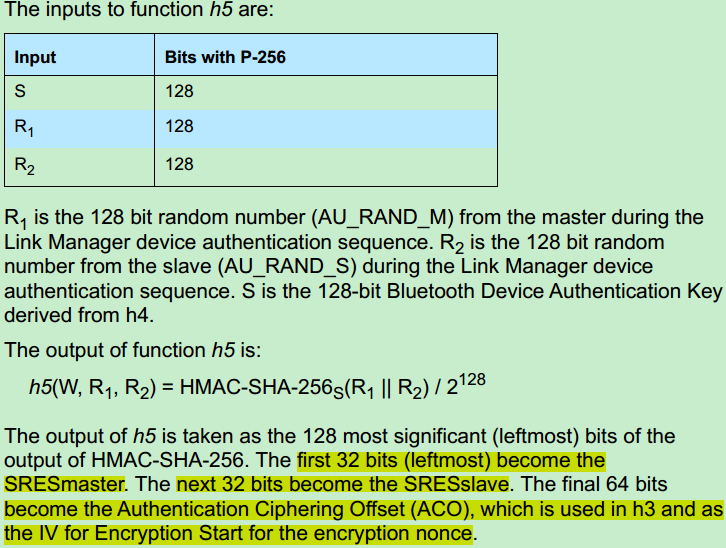 The inputs to function h5 are:
Input Bits with P-256
S 128
R1 128
R2 128
R1 is the 128 bit random number (AU_RAND_M) from the master during the
Link Manager device authentication sequence. R2 is the 128 bit random
number from the slave (AU_RAND_S) during the Link Manager device
authentication sequence. S is the 128-bit Bluetooth Device Authentication Key
derived from h4.
The output of function h5 is:
h5(W, R1, R2) = HMAC-SHA-256S(R1 || R2) / 2^128
The output of h5 is taken as the 128 most significant (leftmost) bits of the
output of HMAC-SHA-256. The first 32 bits (leftmost) become the
SRESmaster. The next 32 bits become the SRESslave. The final 64 bits
become the Authentication Ciphering Offset (ACO), which is used in h3 and as
the IV for Encryption Start for the encryption nonce.